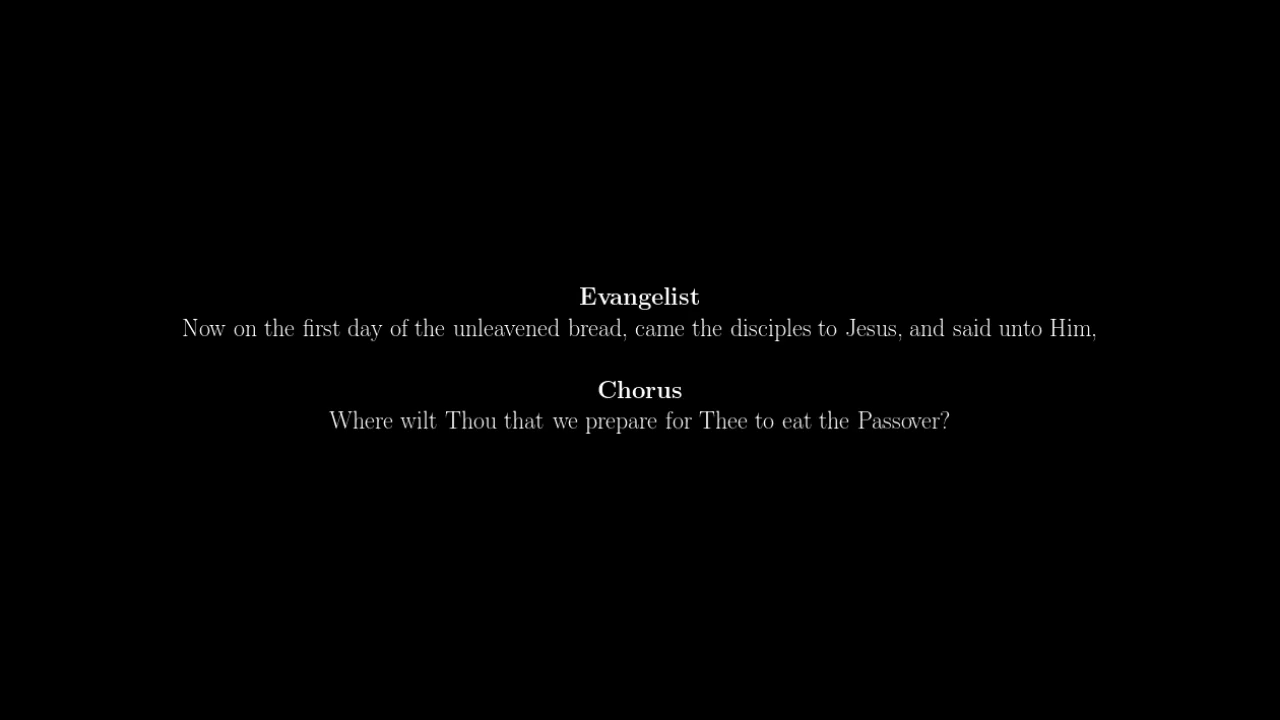 Evangelist
Now on the first day of the unleavened bread, came the disciples to Jesus, and said unto Him,
Chorus
Where wilt Thou that we prepare for Thee to eat the Passover?